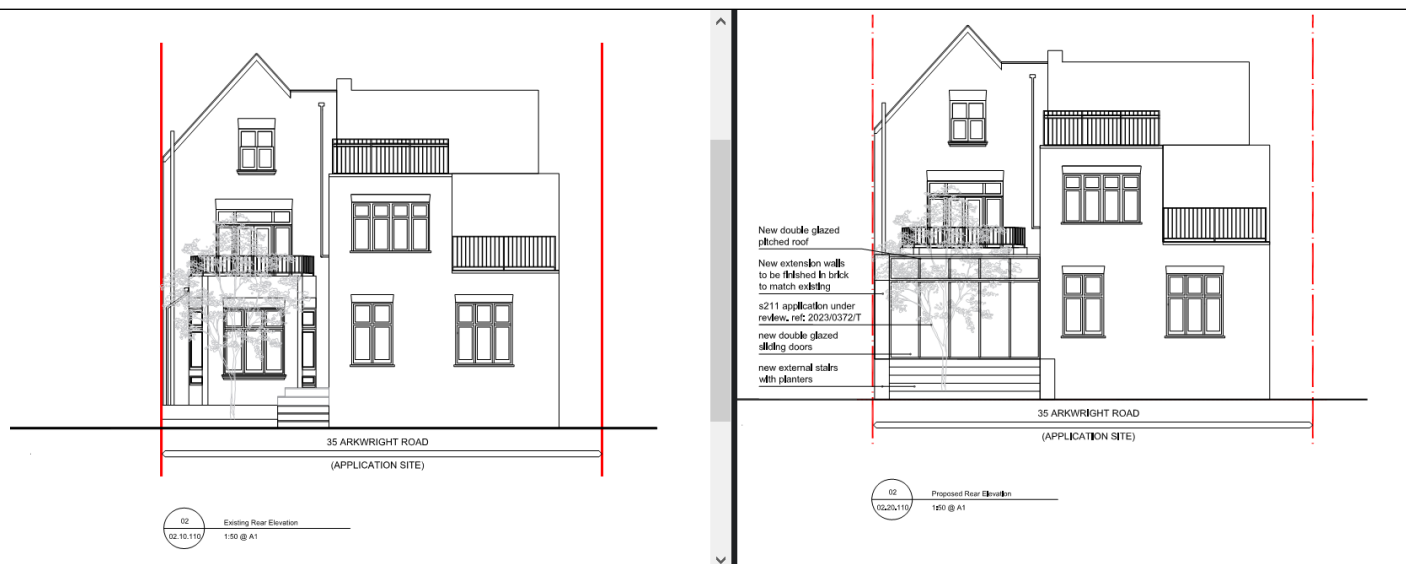 35 ARKWRIGHT ROAD
(APPLICATION SITE)
02
02.10.110
Existing Rear Elevation
1:50 @ A1
New double glazed
pitched roof
New extension walls
to be finished in brick
to match existing
s211 application under
review. ref: 2023/0372/T
new double glazed
sliding doors
new external stairs
with planters
35 ARKWRIGHT ROAD
(APPLICATION SITE)
02
02.20.110
Proposed Rear Elevation
1:50 @ A1